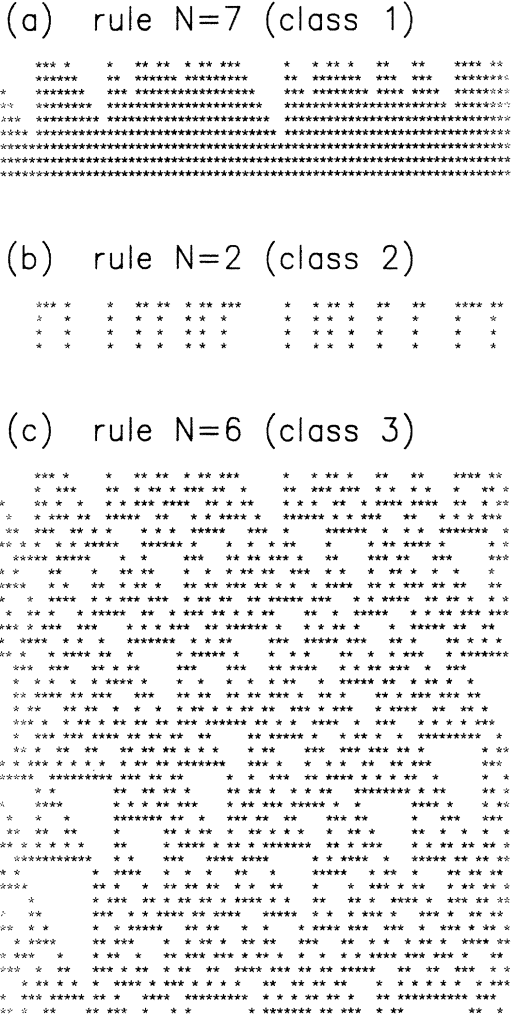 (a) rule N=7 (class 1)
(b) rule N=2 (class 2)
(c) rule N=6 (class 3)